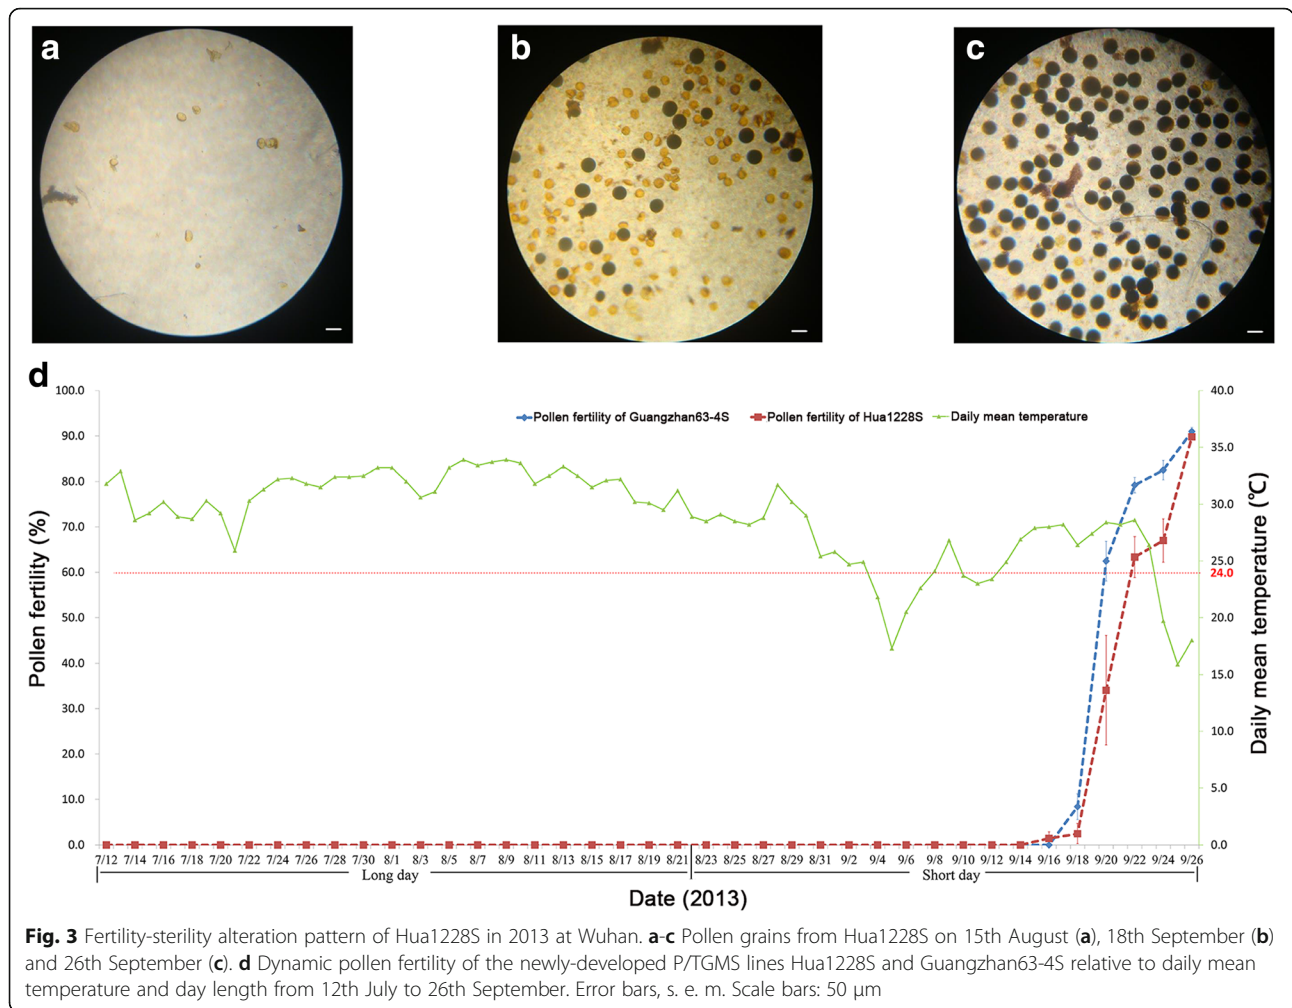 a
b
c
d
Pollen fertility of Guangzhan63-4S Pollen fertility of Hua1228S Daily mean temperature
100.0
90.0
80.0
70.0
60.0
50.0
40.0
30.0
20.0
10.0
0.0
Pollen fertility (%)
40.0
35.0
30.0
25.0
24.0
20.0
15.0
10.0
5.0
0.0
Daily mean temperature (℃)
7/12 7/14 7/16 7/18 7/20 7/22 7/24 7/26 7/28 7/30 8/1 8/3 8/5 8/7 8/9 8/11 8/13 8/15 8/17 8/19 8/21 8/23 8/25 8/27 8/29 8/31 9/2 9/4 9/6 9/8 9/10 9/12 9/14 9/16 9/18 9/20 9/22 9/24 9/26
Long day Short day
Date (2013)
Fig. 3 Fertility-sterility alteration pattern of Hua1228S in 2013 at Wuhan. a-c Pollen grains from Hua1228S on 15th August (a), 18th September (b)
and 26th September (c). d Dynamic pollen fertility of the newly-developed P/TGMS lines Hua1228S and Guangzhan63-4S relative to daily mean
temperature and day length from 12th July to 26th September. Error bars, s. e. m. Scale bars: 50 μm